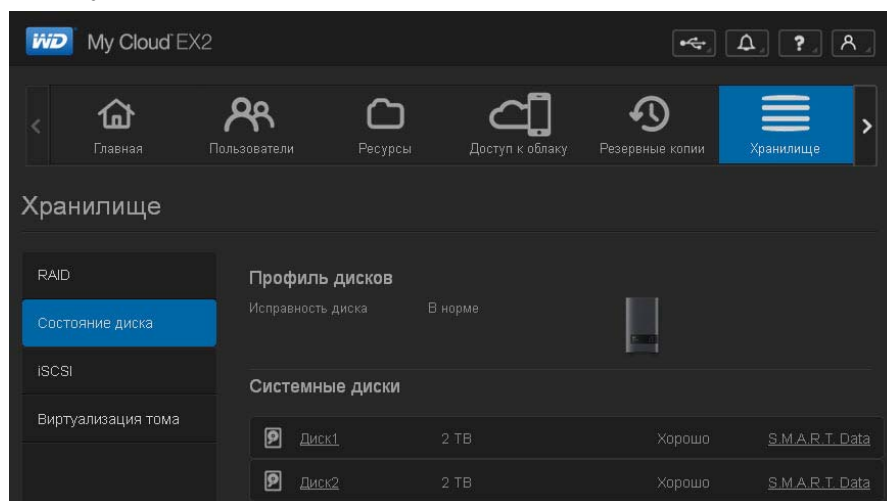 WD My Cloud EX2
?
Главная Пользователи Ресурсы Доступ к облаку Резервные копии Хранилище
Хранилище
RAID
Состояние диска
iSCSI
Виртуализация тома
Профиль дисков
Исправность диска В норме
Системные диски
Диск1 2 TB Хорошо S.M.A.R.T. Data
Диск2 2 TB Хорошо S.M.A.R.T. Data